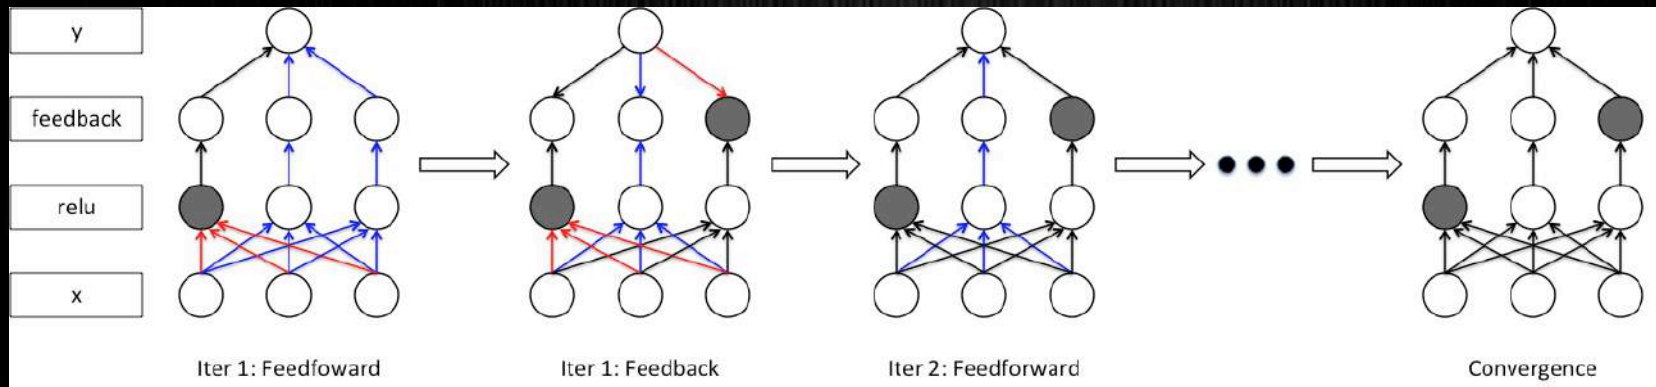 y
feedback
relu
x
Iter 1: Feedfoward
Iter 1: Feedback
Iter 2: Feedforward
Convergence